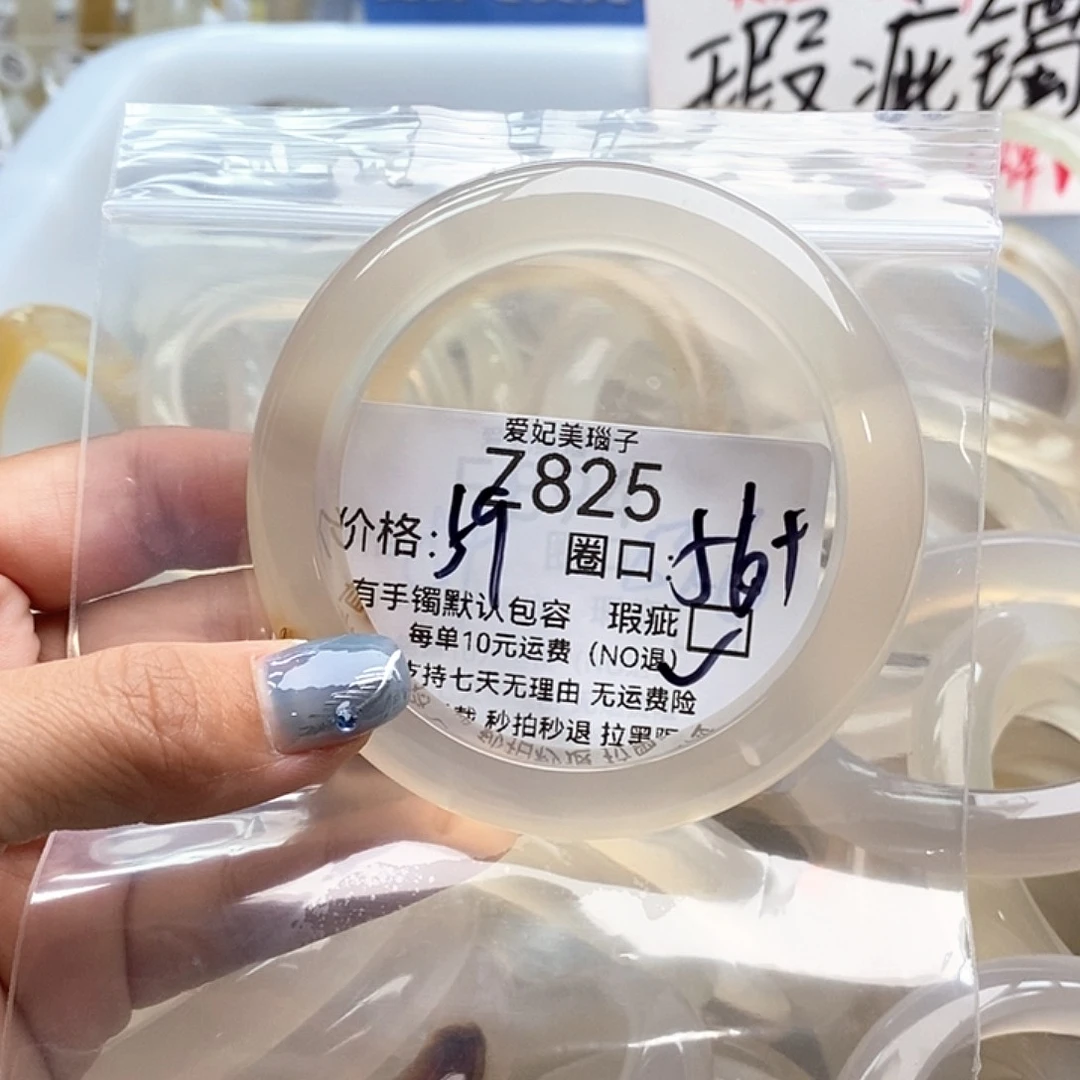 瑕疵镯
爱妃美瑙子
Z825
价格:59 圈口:56+
有手镯默认包容 瑕疵
每单10元运费（NO退）
支持七天无理由 无运费险
秒拍秒退 拉黑